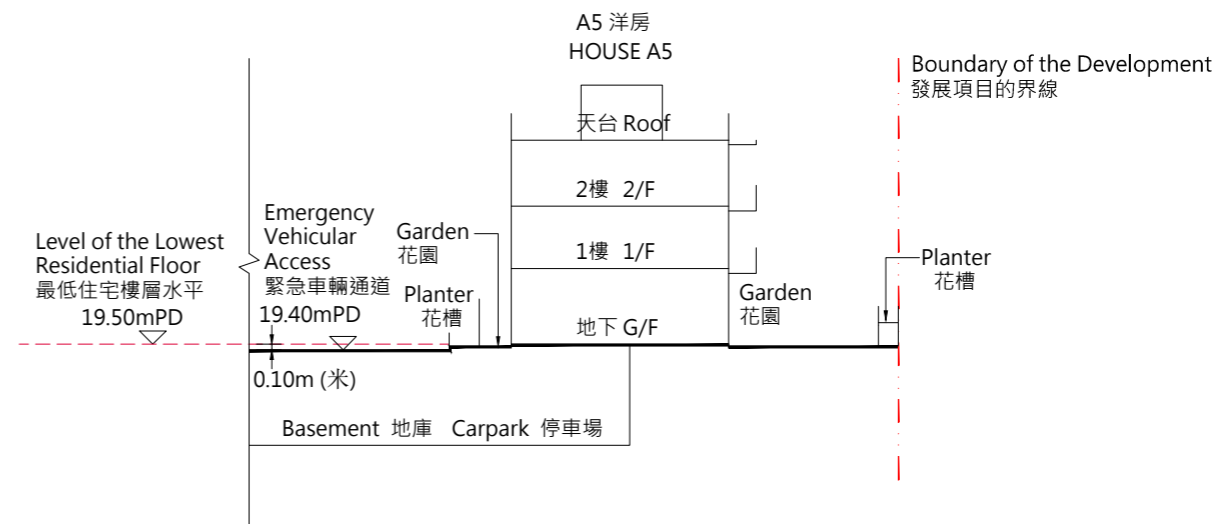 A5 洋房
HOUSE A5
Boundary of the Development
發展項目的界線
天台 Roof
2樓 2/F
1樓 1/F
地下 G/F
Level of the Lowest
Residential Floor
最低住宅樓層水平
19.50mPD
Emergency
Vehicular
Access
緊急車輛通道
19.40mPD
Garden
花園
Planter
花槽
Garden
花園
Planter
花槽
0.10m (米)
Basement 地庫 Carpark 停車場